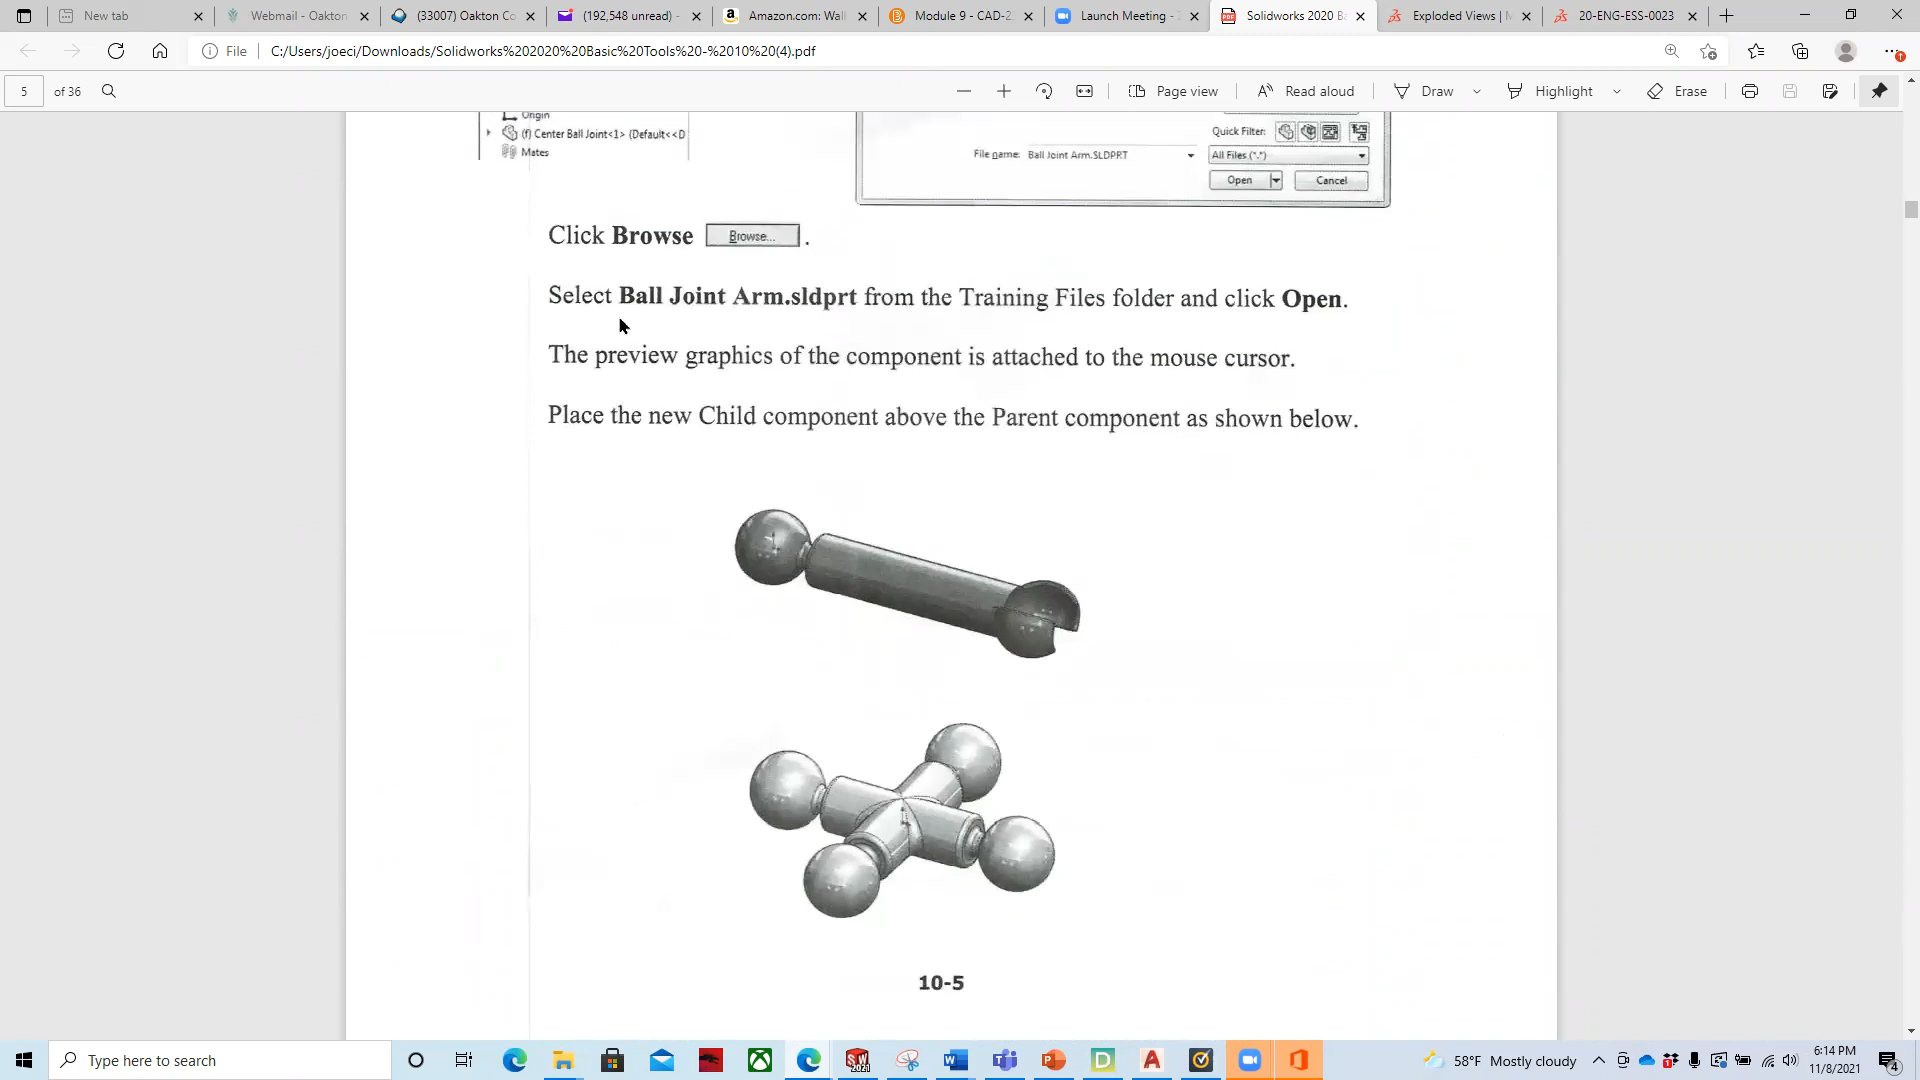 New tab
Webmail - Oakton
(33007) Oakton Co
(192,548 unread) -
Amazon.com: Wall
Module 9 - CAD-2
Launch Meeting - Z
Solidworks 2020 Ba
Exploded Views | M
20-ENG-ESS-0023
File
C:/Users/joeci/Downloads/Solidworks%202020%20Basic%20Tools%20-%2010%20(4).pdf
5 of 36
Page view
Read aloud
Draw
Highlight
Erase
Origin
(f) Center Ball Joint<1> (Default<<D
Mates
Quick Filter:
File name: Ball Joint Arm.SLDPRT
All Files (*.*)
Open
Cancel
Click Browse Browse... .
Select Ball Joint Arm.sldprt from the Training Files folder and click Open.
The preview graphics of the component is attached to the mouse cursor.
Place the new Child component above the Parent component as shown below.
10-5
Type here to search
SW
2021
58°F Mostly cloudy
6:14 PM
11/8/2021
4